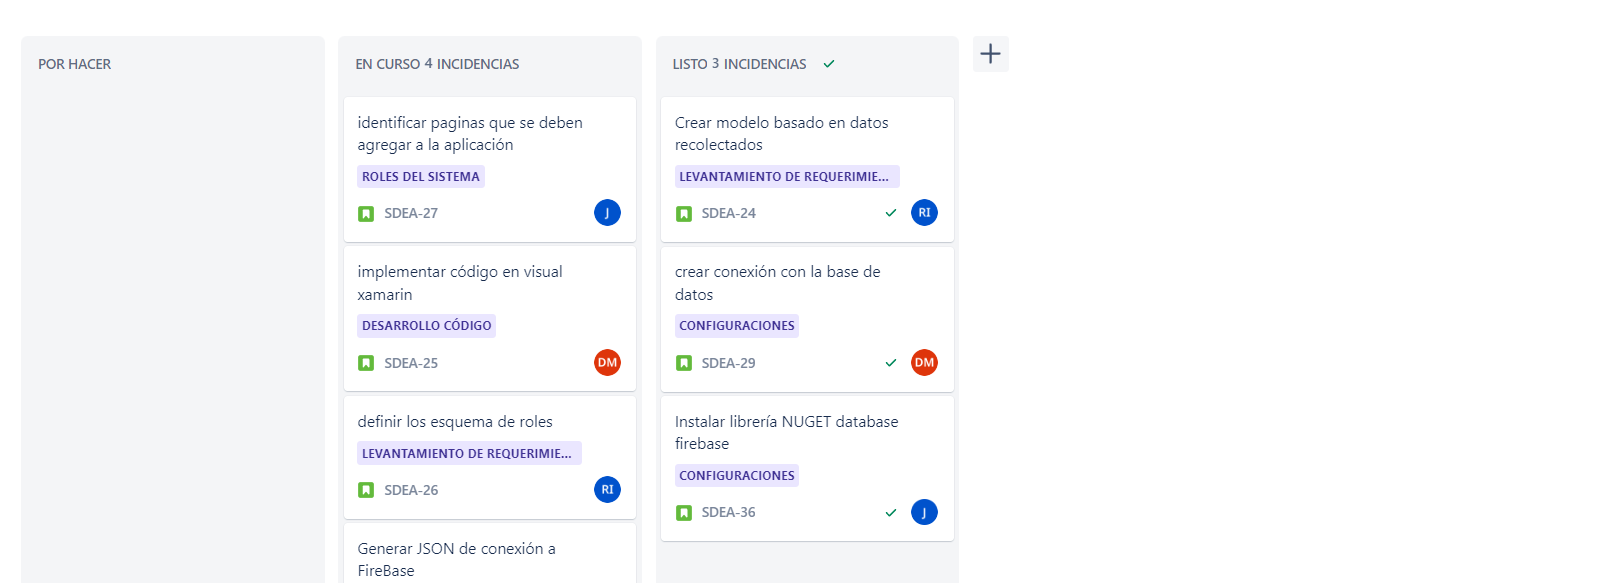 POR HACER
EN CURSO 4 INCIDENCIAS
identificar paginas que se deben
agregar a la aplicación
ROLES DEL SISTEMA
SDEA-27
J
implementar código en visual
xamarin
DESARROLLO CÓDIGO
SDEA-25
DM
definir los esquema de roles
LEVANTAMIENTO DE REQUERIMIE...
SDEA-26
RI
Generar JSON de conexión a
FireBase
LISTO 3 INCIDENCIAS
Crear modelo basado en datos
recolectados
LEVANTAMIENTO DE REQUERIMIE...
SDEA-24
RI
crear conexión con la base de
datos
CONFIGURACIONES
SDEA-29
DM
Instalar librería NUGET database
firebase
CONFIGURACIONES
SDEA-36
J